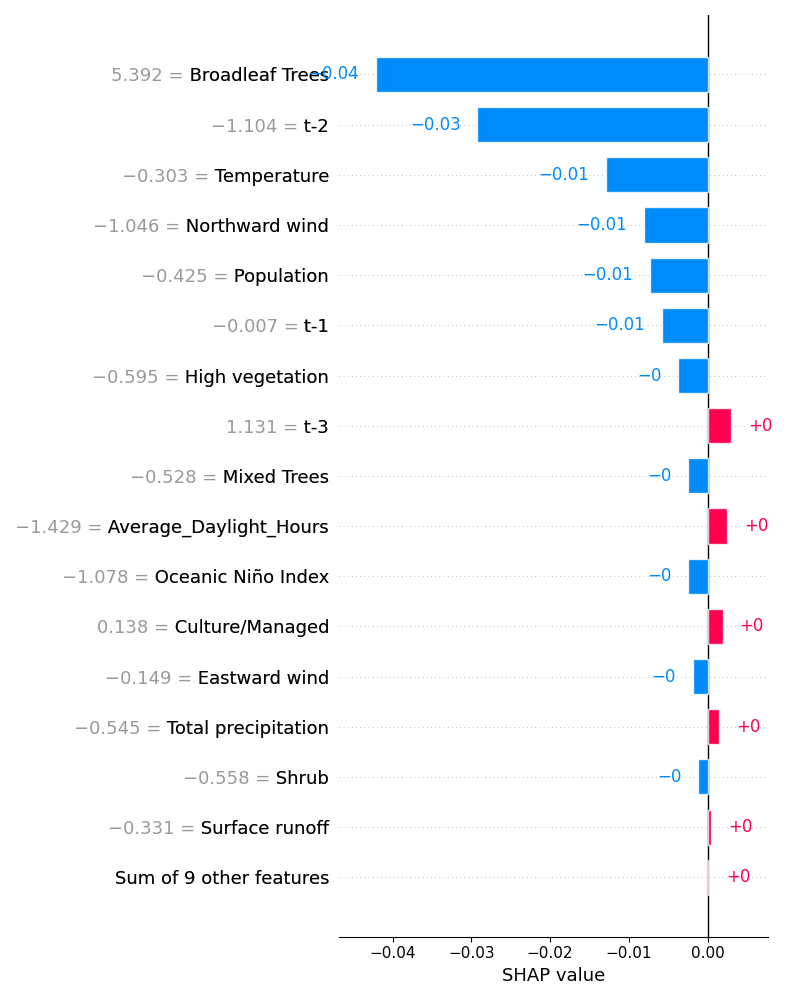 5.392 = Broadleaf Trees −0.04
−1.104 = t-2 −0.03
−0.303 = Temperature −0.01
−1.046 = Northward wind −0.01
−0.425 = Population −0.01
−0.007 = t-1 −0.01
−0.595 = High vegetation −0
1.131 = t-3 +0
−0.528 = Mixed Trees −0
−1.429 = Average_Daylight_Hours +0
−1.078 = Oceanic Niño Index −0
0.138 = Culture/Managed +0
−0.149 = Eastward wind −0
−0.545 = Total precipitation +0
−0.558 = Shrub −0
−0.331 = Surface runoff +0
Sum of 9 other features +0
−0.04 −0.03 −0.02 −0.01 0.00
SHAP value